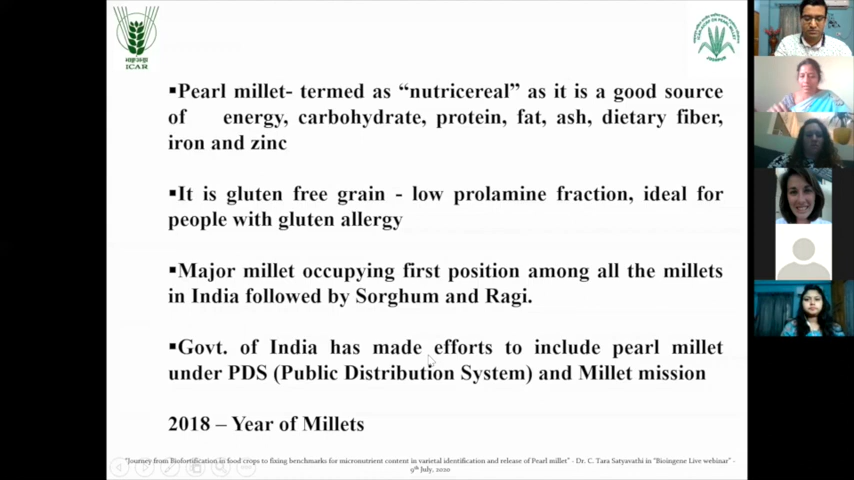 ICAR
▪Pearl millet- termed as “nutricereal” as it is a good source
of energy, carbohydrate, protein, fat, ash, dietary fiber,
iron and zinc
▪It is gluten free grain - low prolamine fraction, ideal for
people with gluten allergy
▪Major millet occupying first position among all the millets
in India followed by Sorghum and Ragi.
▪Govt. of India has made efforts to include pearl millet
under PDS (Public Distribution System) and Millet mission
2018 – Year of Millets
"Journey from Biofortification in food crops to fixing benchmarks for micronutrient content in varietal identification and release of Pearl millet" - Dr. C. Tara Satyavathi in "Bioingene Live webinar" -
9th July, 2020